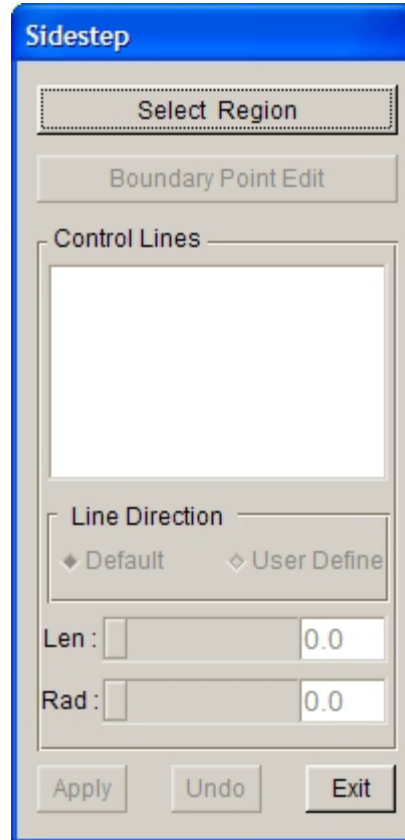 Sidestep
Select Region
Boundary Point Edit
Control Lines
Line Direction
Default User Define
Len : 0.0
Rad : 0.0
Apply Undo Exit